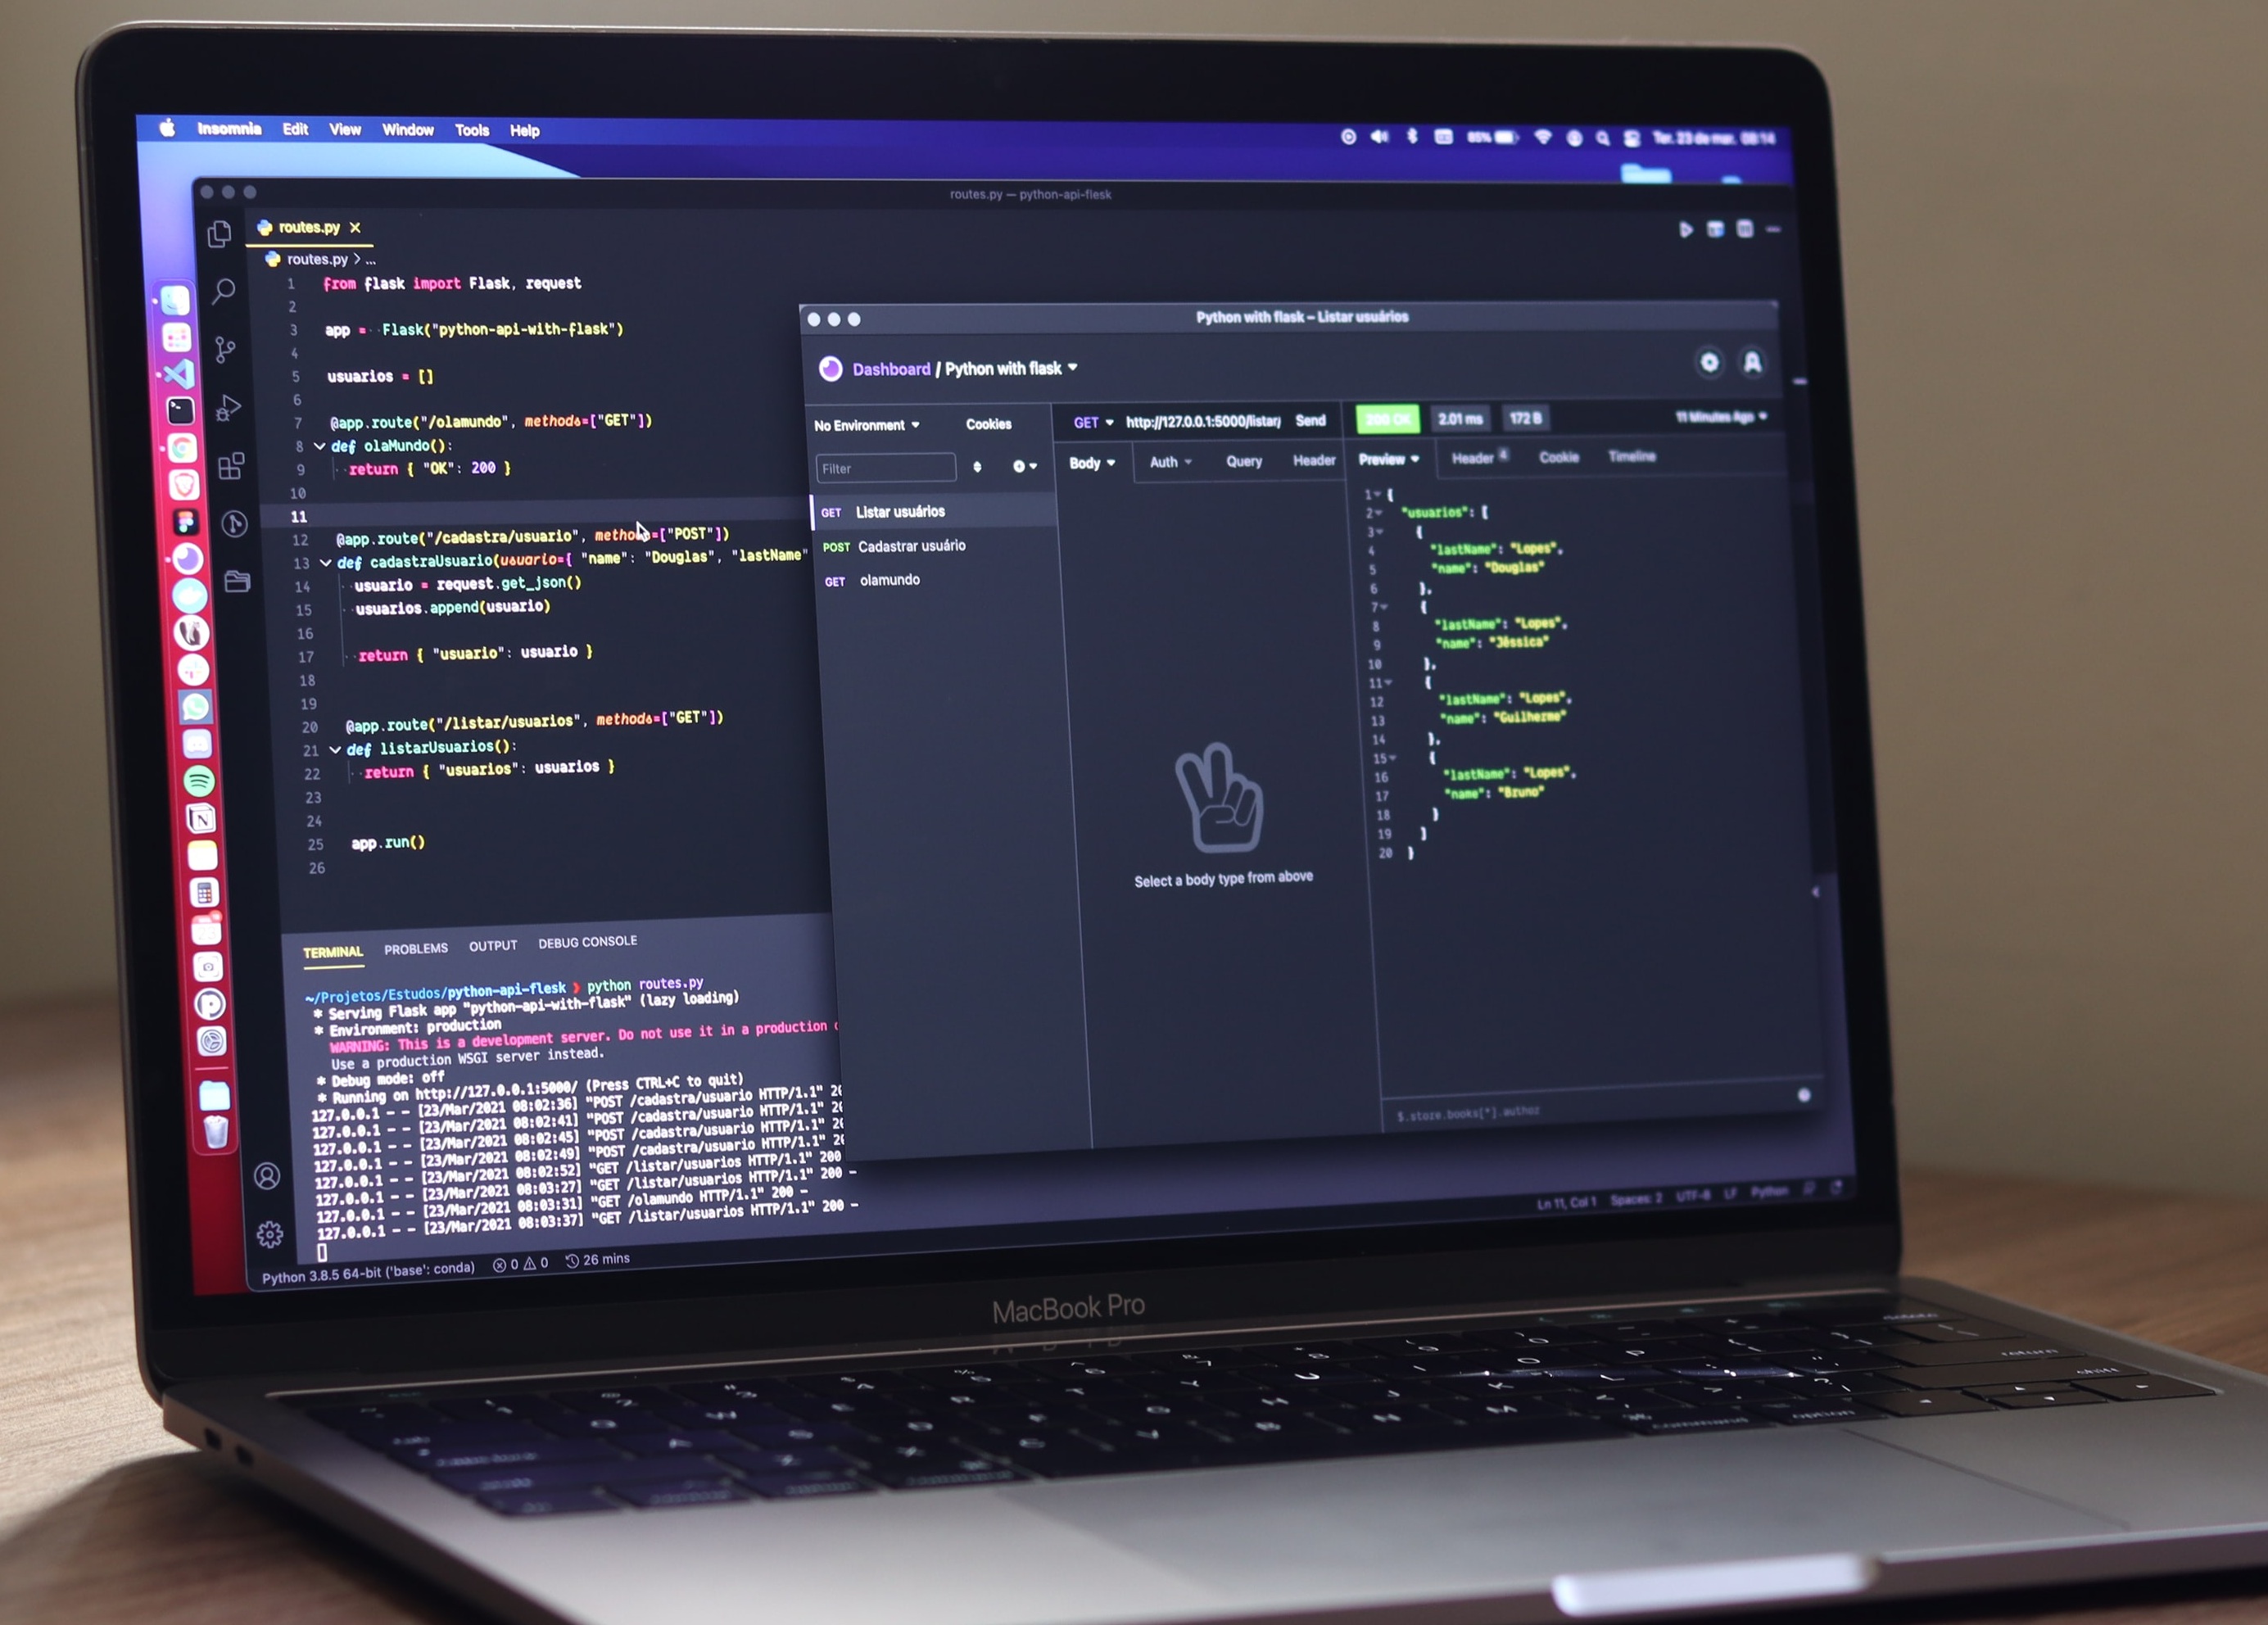 Insomnia Edit View Window Tools Help
85% Ter. 23 de mar. 08:14
routes.py — python-api-flesk
routes.py ×
routes.py > ...
1 from flask import Flask, request
2
3 app = Flask("python-api-with-flask")
4
5 usuarios = []
6
7 @app.route("/olamundo", methods=["GET"])
8 def olaMundo():
9 return { "OK": 200 }
10
11
12 @app.route("/cadastra/usuario", methods=["POST"])
13 def cadastraUsuario(usuario={ "name": "Douglas", "lastName"
14 usuario = request.get_json()
15 usuarios.append(usuario)
16
17 return { "usuario": usuario }
18
19
20 @app.route("/listar/usuarios", methods=["GET"])
21 def listarUsuarios():
22 return { "usuarios": usuarios }
23
24
25 app.run()
26
TERMINAL PROBLEMS OUTPUT DEBUG CONSOLE
~/Projetos/Estudos/python-api-flesk ❯ python routes.py
* Serving Flask app "python-api-with-flask" (lazy loading)
* Environment: production
WARNING: This is a development server. Do not use it in a production
Use a production WSGI server instead.
* Debug mode: off
* Running on http://127.0.0.1:5000/ (Press CTRL+C to quit)
127.0.0.1 - - [23/Mar/2021 08:02:36] "POST /cadastra/usuario HTTP/1.1" 20
127.0.0.1 - - [23/Mar/2021 08:02:41] "POST /cadastra/usuario HTTP/1.1" 20
127.0.0.1 - - [23/Mar/2021 08:02:45] "POST /cadastra/usuario HTTP/1.1" 20
127.0.0.1 - - [23/Mar/2021 08:02:49] "POST /cadastra/usuario HTTP/1.1" 20
127.0.0.1 - - [23/Mar/2021 08:02:52] "GET /listar/usuarios HTTP/1.1" 200
127.0.0.1 - - [23/Mar/2021 08:03:27] "GET /listar/usuarios HTTP/1.1" 200 -
127.0.0.1 - - [23/Mar/2021 08:03:31] "GET /olamundo HTTP/1.1" 200 -
127.0.0.1 - - [23/Mar/2021 08:03:37] "GET /listar/usuarios HTTP/1.1" 200 -
Python 3.8.5 64-bit ('base': conda) 0 0 26 mins
Ln 11, Col 1 Spaces: 2 UTF-8 LF Python
Python with flask – Listar usuários
Dashboard / Python with flask
No Environment Cookies
Filter
GET Listar usuários
POST Cadastrar usuário
GET olamundo
GET http://127.0.0.1:5000/listar/ Send
Body Auth Query Header
Select a body type from above
200 OK 2.01 ms 172 B 11 Minutes Ago
Preview Header 4 Cookie Timeline
1 {
2 "usuarios": [
3 {
4 "lastName": "Lopes",
5 "name": "Douglas"
6 },
7 {
8 "lastName": "Lopes",
9 "name": "Jéssica"
10 },
11 {
12 "lastName": "Lopes",
13 "name": "Guilherme"
14 },
15 {
16 "lastName": "Lopes",
17 "name": "Bruno"
18 }
19 ]
20 }
$.store.books[*].author
MacBook Pro
delete
return
shift
command option